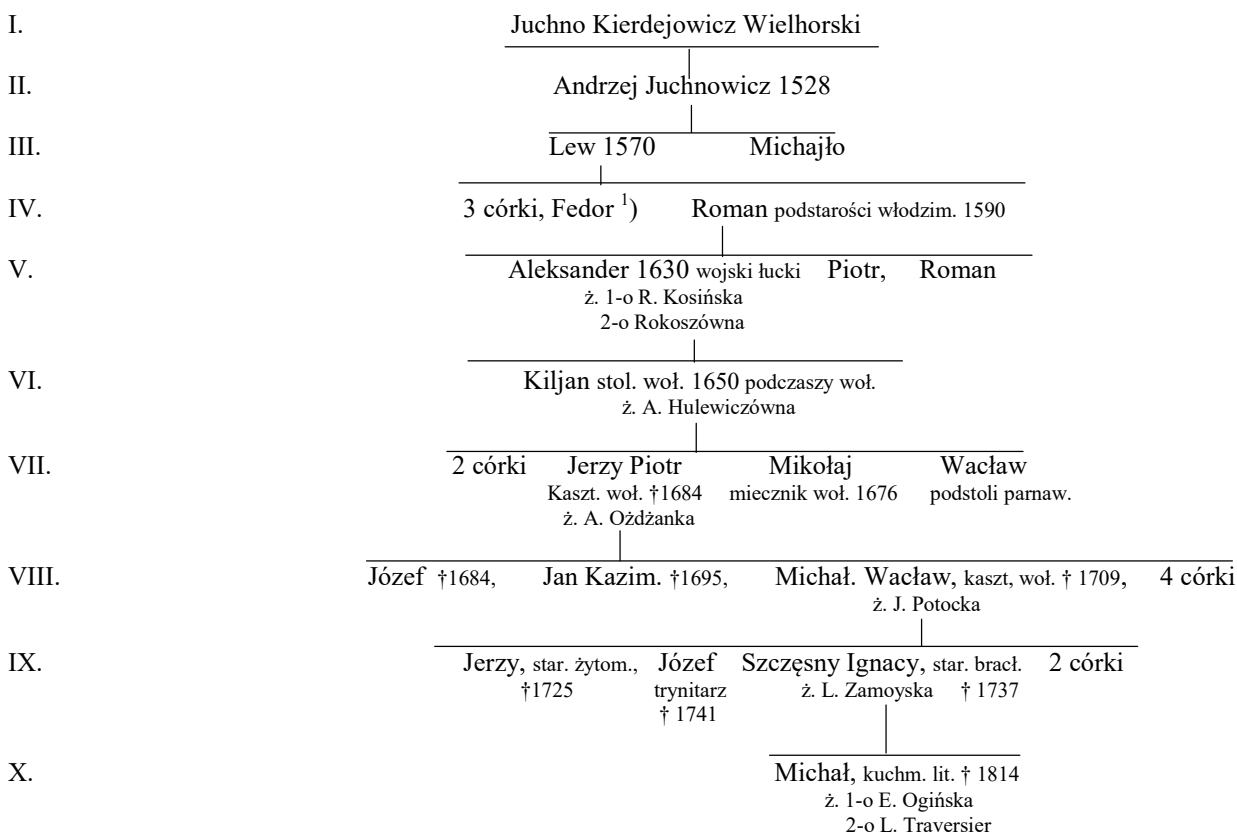 I. Juchno Kierdejowicz Wielhorski
II. Andrzej Juchnowicz 1528
III. Lew 1570 Michajło
IV. 3 córki, Fedor ¹) Roman podstarości włodzim. 1590
V. Aleksander 1630 wojski łucki Piotr, Roman
ż. 1-o R. Kosińska
2-o Rokoszówna
VI. Kiljan stol. woł. 1650 podczaszy woł.
ż. A. Hulewiczówna
VII. 2 córki Jerzy Piotr Mikołaj Wacław
Kaszt. woł. †1684 miecznik woł. 1676 podstoli parnaw.
ż. A. Ożdżanka
VIII. Józef †1684, Jan Kazim. †1695, Michał. Wacław, kaszt, woł. † 1709, 4 córki
ż. J. Potocka
IX. Jerzy, star. żytom., Józef Szczęsny Ignacy, star. bracł. 2 córki
†1725 trynitarz ż. L. Zamoyska † 1737
† 1741
X. Michał, kuchm. lit. † 1814
ż. 1-o E. Ogińska
2-o L. Traversier